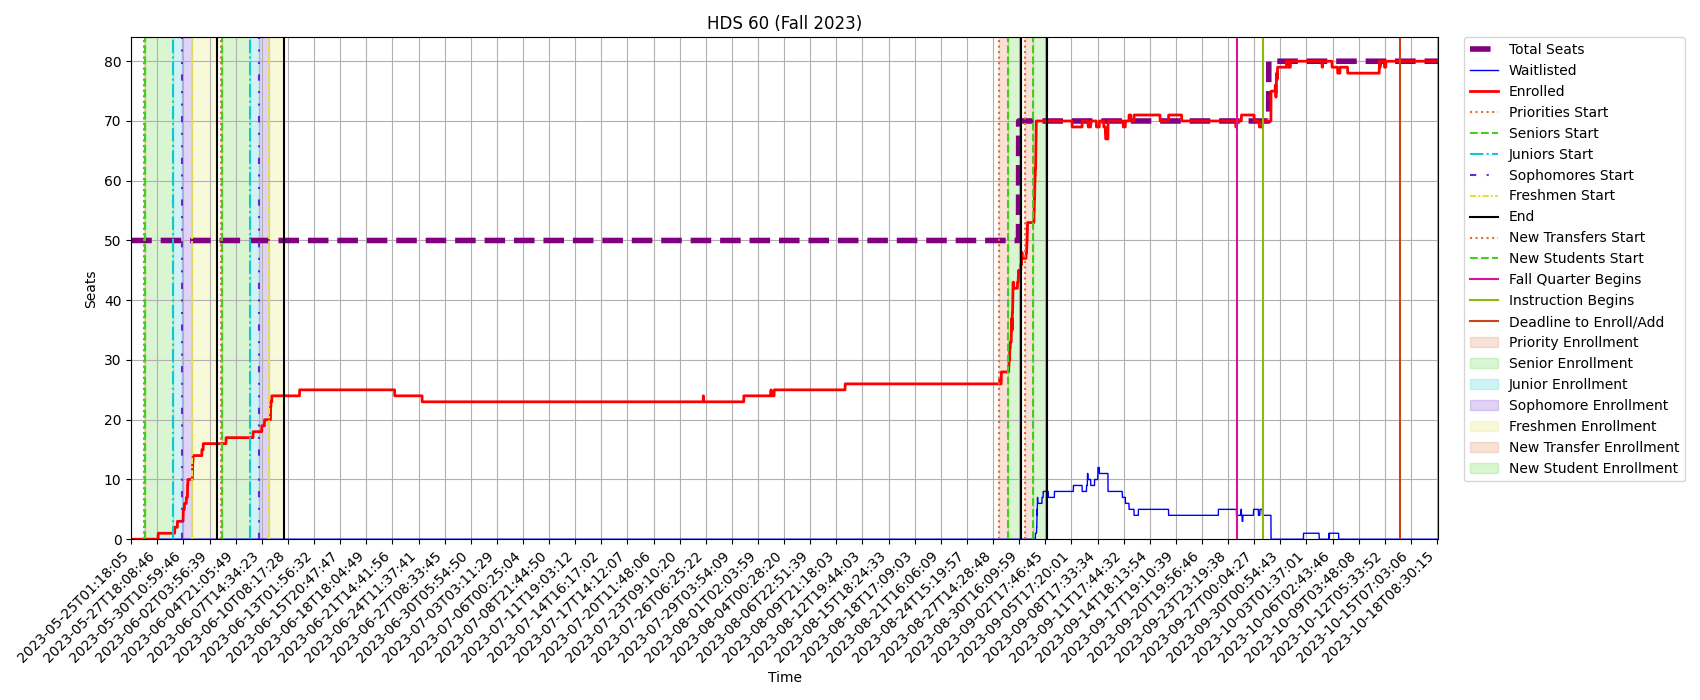 HDS 60 (Fall 2023)
Seats
80
70
60
50
40
30
20
10
0
2023-05-25T01:18:05
2023-05-27T18:08:46
2023-05-30T10:59:46
2023-06-02T03:56:39
2023-06-04T21:05:49
2023-06-07T14:34:23
2023-06-10T08:17:28
2023-06-13T01:56:32
2023-06-15T20:47:47
2023-06-18T18:04:49
2023-06-21T14:41:56
2023-06-24T11:37:41
2023-06-27T08:33:45
2023-06-30T05:54:50
2023-07-03T03:11:29
2023-07-06T00:25:04
2023-07-08T21:44:50
2023-07-11T19:03:12
2023-07-14T16:17:02
2023-07-17T14:12:07
2023-07-20T11:48:06
2023-07-23T09:10:20
2023-07-26T06:25:22
2023-07-29T03:54:09
2023-08-01T02:03:59
2023-08-04T00:28:20
2023-08-06T22:51:39
2023-08-09T21:18:03
2023-08-12T19:44:03
2023-08-15T18:24:33
2023-08-18T17:09:03
2023-08-21T16:06:09
2023-08-24T15:19:57
2023-08-27T14:28:48
2023-08-30T16:09:59
2023-09-02T17:46:45
2023-09-05T17:20:01
2023-09-08T17:33:34
2023-09-11T17:44:32
2023-09-14T18:13:54
2023-09-17T19:10:39
2023-09-20T19:56:46
2023-09-23T23:19:38
2023-09-27T00:04:27
2023-09-30T00:54:43
2023-10-03T01:37:01
2023-10-06T02:43:46
2023-10-09T03:48:08
2023-10-12T05:33:52
2023-10-15T07:03:06
2023-10-18T08:30:15
Time
Total Seats
Waitlisted
Enrolled
Priorities Start
Seniors Start
Juniors Start
Sophomores Start
Freshmen Start
End
New Transfers Start
New Students Start
Fall Quarter Begins
Instruction Begins
Deadline to Enroll/Add
Priority Enrollment
Senior Enrollment
Junior Enrollment
Sophomore Enrollment
Freshmen Enrollment
New Transfer Enrollment
New Student Enrollment